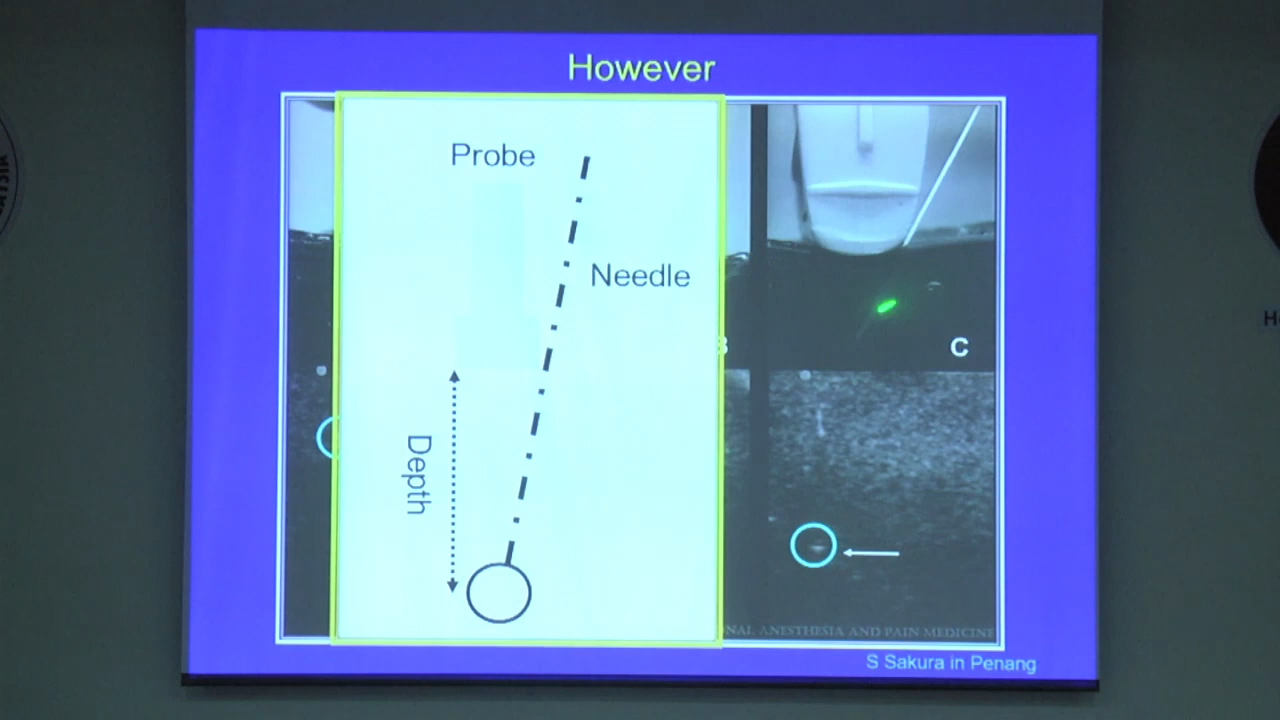 However
Probe
Needle
Depth
C
NAL ANESTHESIA AND PAIN MEDICINE
S Sakura in Penang